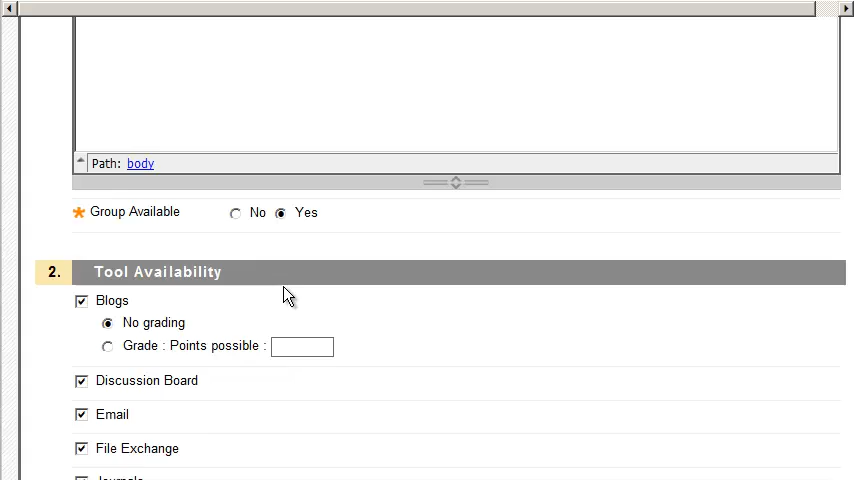 Path: body
Group Available No Yes
2. Tool Availability
Blogs
No grading
Grade : Points possible :
Discussion Board
Email
File Exchange
Journals